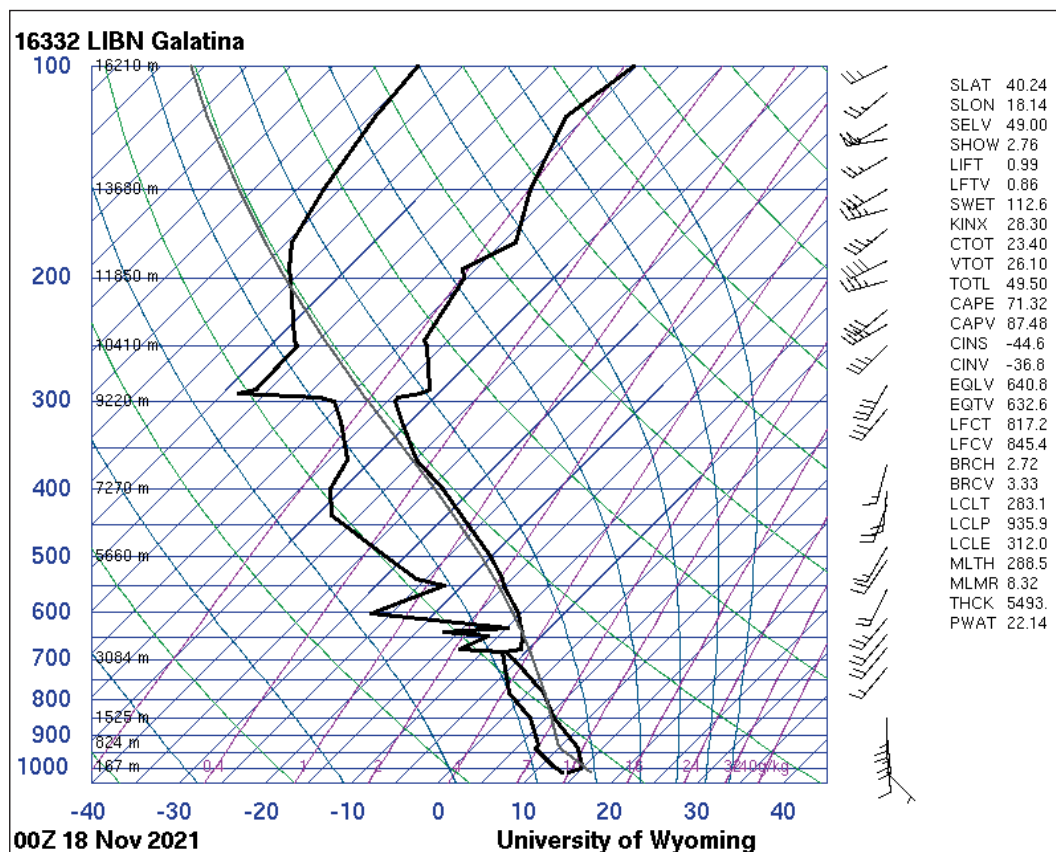 16332 LIBN Galatina
100
16210 m
13680 m
200
11850 m
10410 m
300
9220 m
400
7270 m
500
5660 m
600
700
3084 m
800
1525 m
900
824 m
1000
167 m
0.4
1
2
4
7
10
16
24
32
40g/kg
-40 -30 -20 -10 0 10 20 30 40
00Z 18 Nov 2021
University of Wyoming
SLAT 40.24
SLON 18.14
SELV 49.00
SHOW 2.76
LIFT 0.99
LFTV 0.86
SWET 112.6
KINX 28.30
CTOT 23.40
VTOT 26.10
TOTL 49.50
CAPE 71.32
CAPV 87.48
CINS -44.6
CINV -36.8
EQLV 640.8
EQTV 632.6
LFCT 817.2
LFCV 845.4
BRCH 2.72
BRCV 3.33
LCLT 283.1
LCLP 935.9
LCLE 312.0
MLTH 288.5
MLMR 8.32
THCK 5493.
PWAT 22.14